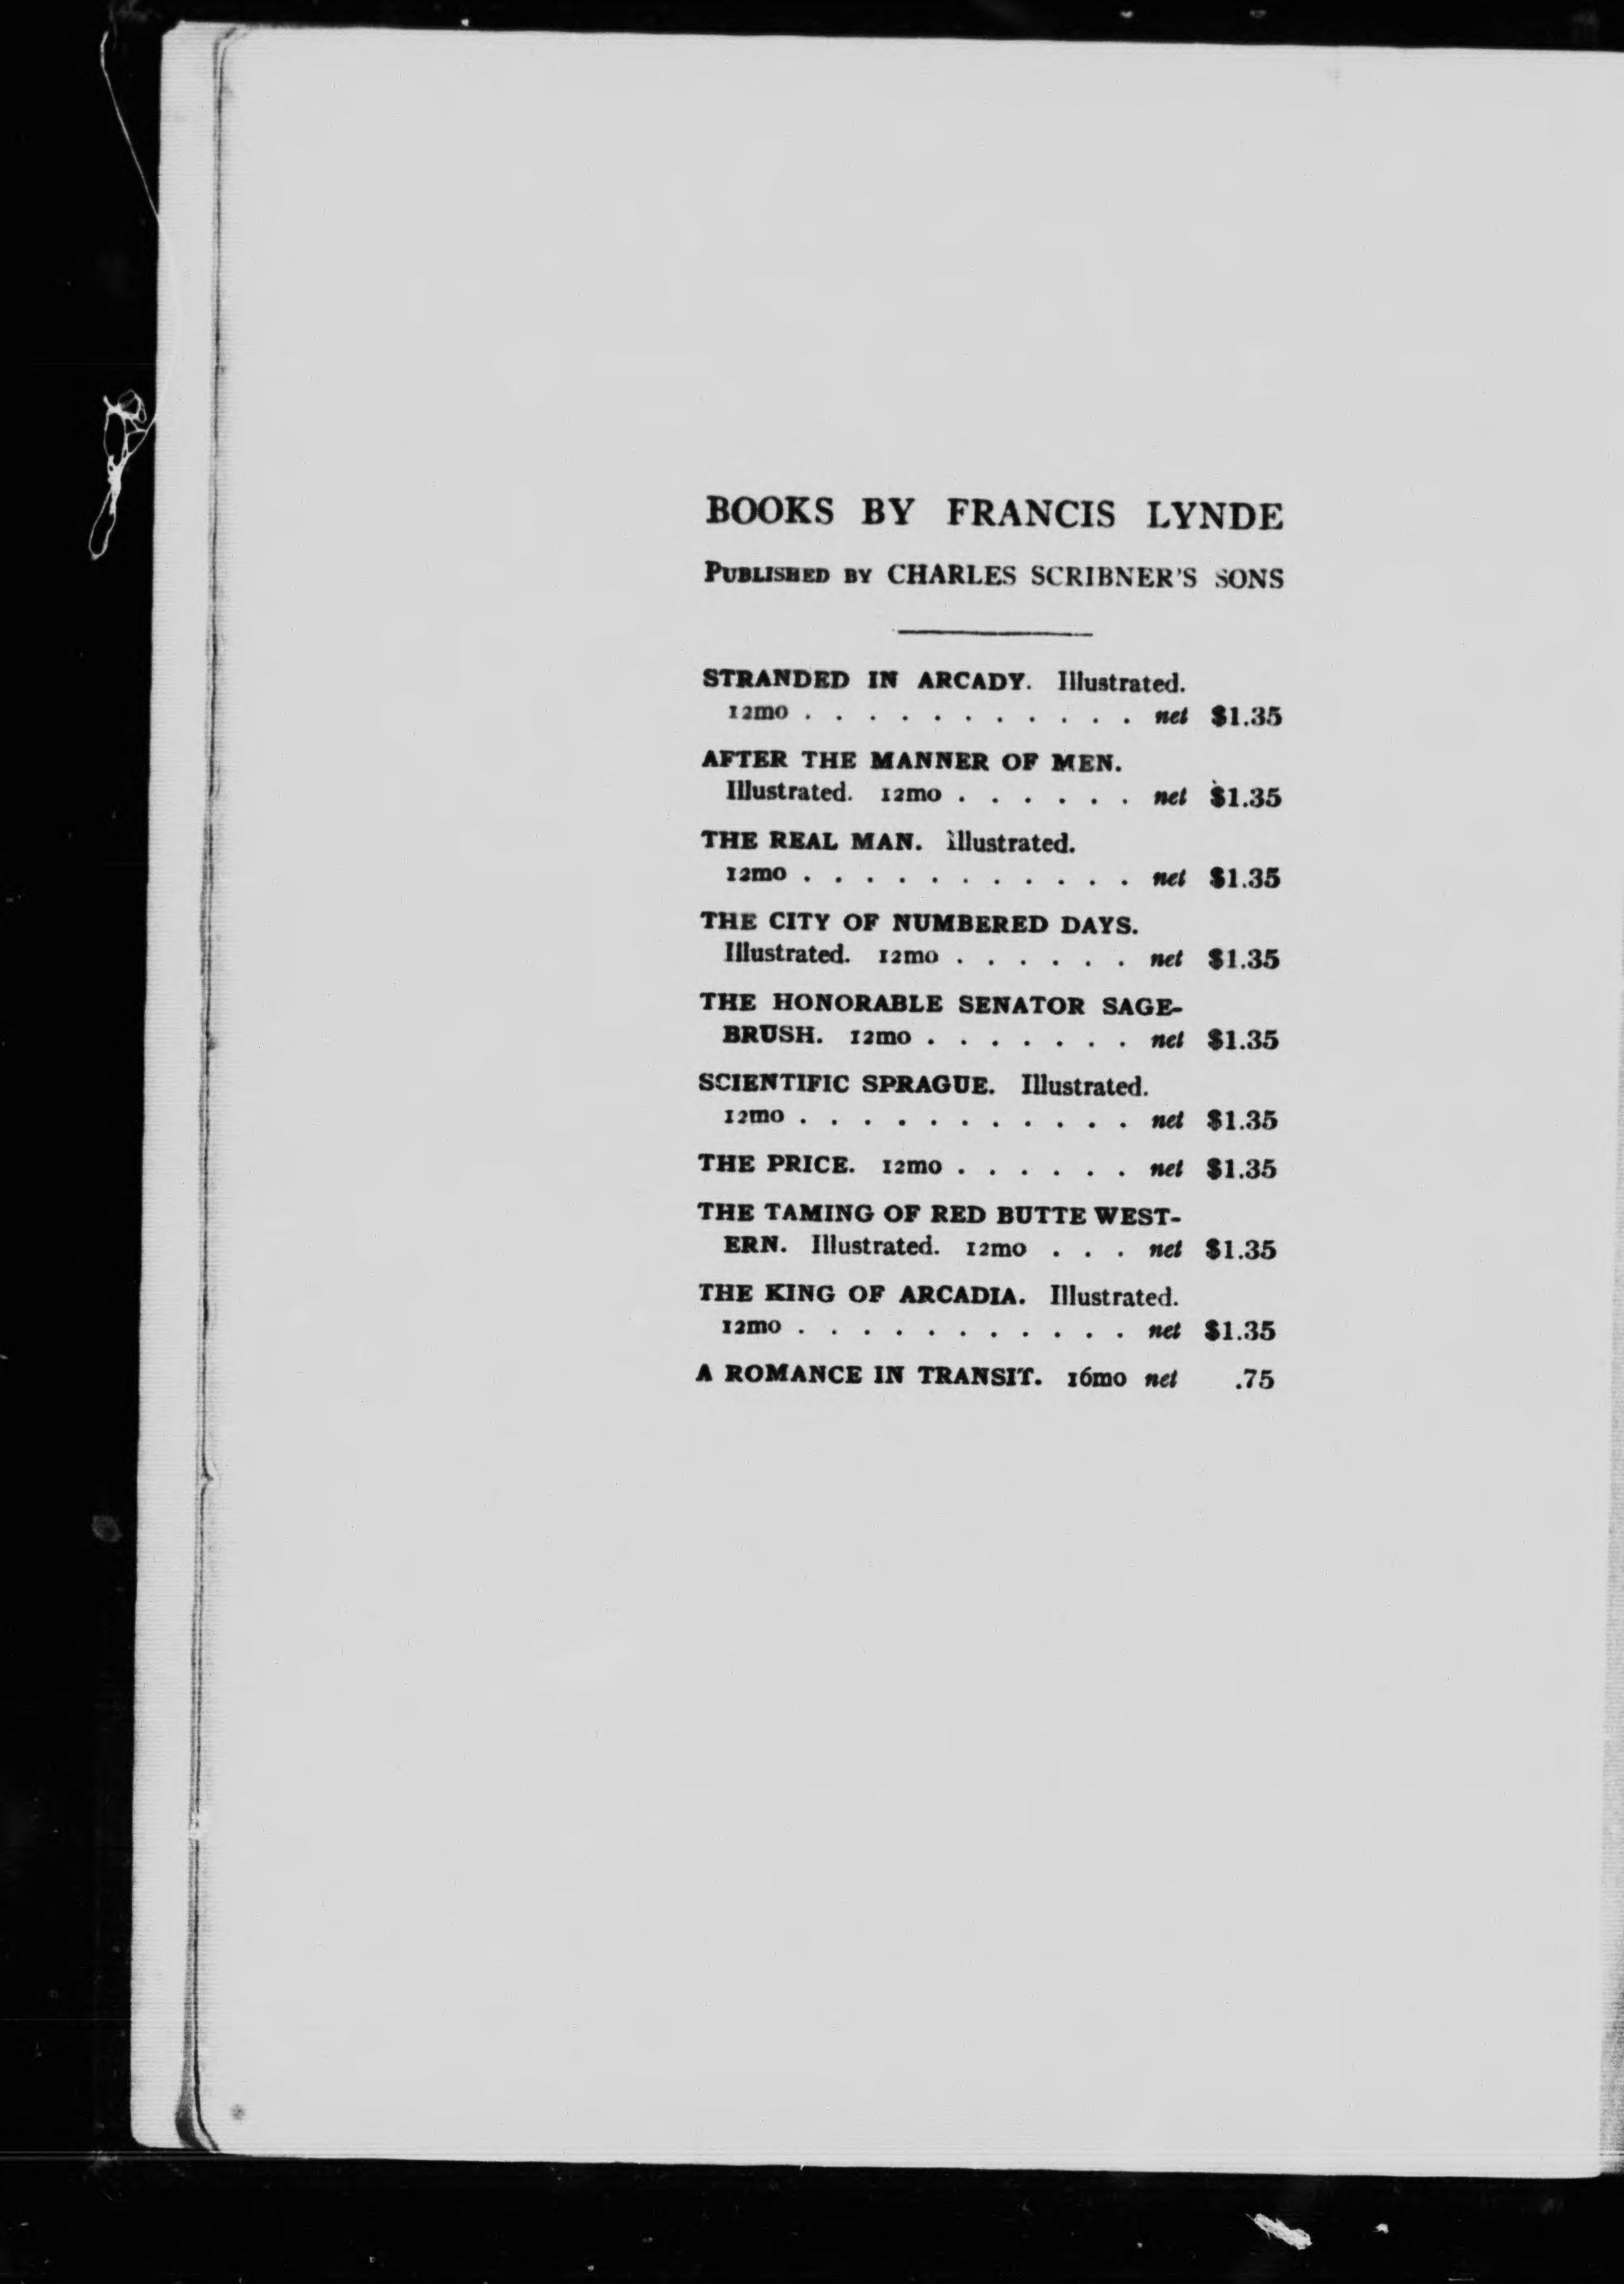 BOOKS BY FRANCIS LYNDE
PUBLISHED BY CHARLES SCRIBNER'S SONS
STRANDED IN ARCADY. Illustrated.
12mo . . . . . . . . . . . net $1.35
AFTER THE MANNER OF MEN.
Illustrated. 12mo . . . . . . net $1.35
THE REAL MAN. Illustrated.
12mo . . . . . . . . . . . net $1.35
THE CITY OF NUMBERED DAYS.
Illustrated. 12mo . . . . . . net $1.35
THE HONORABLE SENATOR SAGE-
BRUSH. 12mo . . . . . . . net $1.35
SCIENTIFIC SPRAGUE. Illustrated.
12mo . . . . . . . . . . . net $1.35
THE PRICE. 12mo . . . . . . net $1.35
THE TAMING OF RED BUTTE WEST-
ERN. Illustrated. 12mo . . . net $1.35
THE KING OF ARCADIA. Illustrated.
12mo . . . . . . . . . . . net $1.35
A ROMANCE IN TRANSIT. 16mo net .75